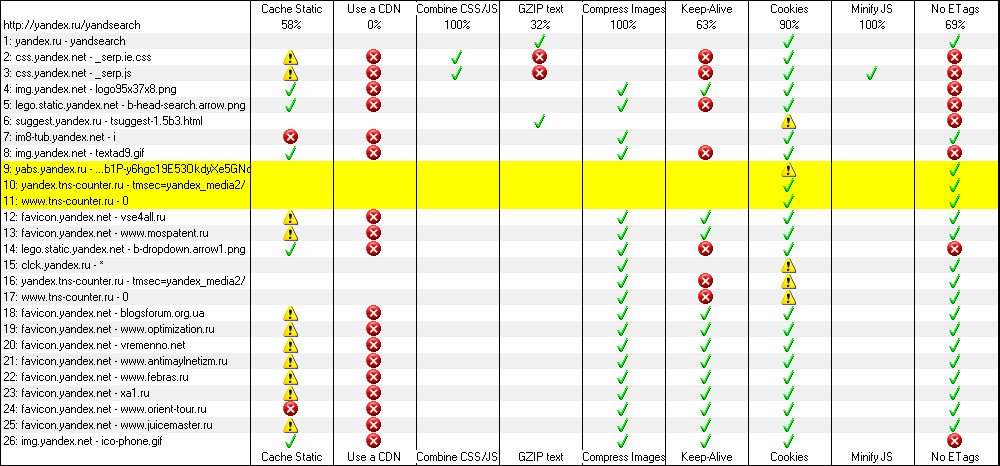 Cache Static Use a CDN Combine CSS/JS GZIP text Compress Images Keep-Alive Cookies Minify JS No ETags
http://yandex.ru/yandsearch 58% 0% 100% 32% 100% 63% 90% 100% 69%
1: yandex.ru - yandsearch
2: css.yandex.net - _serp.ie.css
3: css.yandex.net - _serp.js
4: img.yandex.net - logo95x37x8.png
5: lego.static.yandex.net - b-head-search.arrow.png
6: suggest.yandex.ru - tsuggest-1.5b3.html
7: im8-tub.yandex.net - i
8: img.yandex.net - textad9.gif
9: yabs.yandex.ru - ...b1P-y6hgc19E53OkdyXe5GNc
10: yandex.tns-counter.ru - tmsec=yandex_media2/
11: www.tns-counter.ru - 0
12: favicon.yandex.net - vse4all.ru
13: favicon.yandex.net - www.mospatent.ru
14: lego.static.yandex.net - b-dropdown.arrow1.png
15: clck.yandex.ru - *
16: yandex.tns-counter.ru - tmsec=yandex_media2/
17: www.tns-counter.ru - 0
18: favicon.yandex.net - blogsforum.org.ua
19: favicon.yandex.net - www.optimization.ru
20: favicon.yandex.net - vremenno.net
21: favicon.yandex.net - www.antimaylnetizm.ru
22: favicon.yandex.net - www.febras.ru
23: favicon.yandex.net - xa1.ru
24: favicon.yandex.net - www.orient-tour.ru
25: favicon.yandex.net - www.juicemaster.ru
26: img.yandex.net - ico-phone.gif
Cache Static Use a CDN Combine CSS/JS GZIP text Compress Images Keep-Alive Cookies Minify JS No ETags